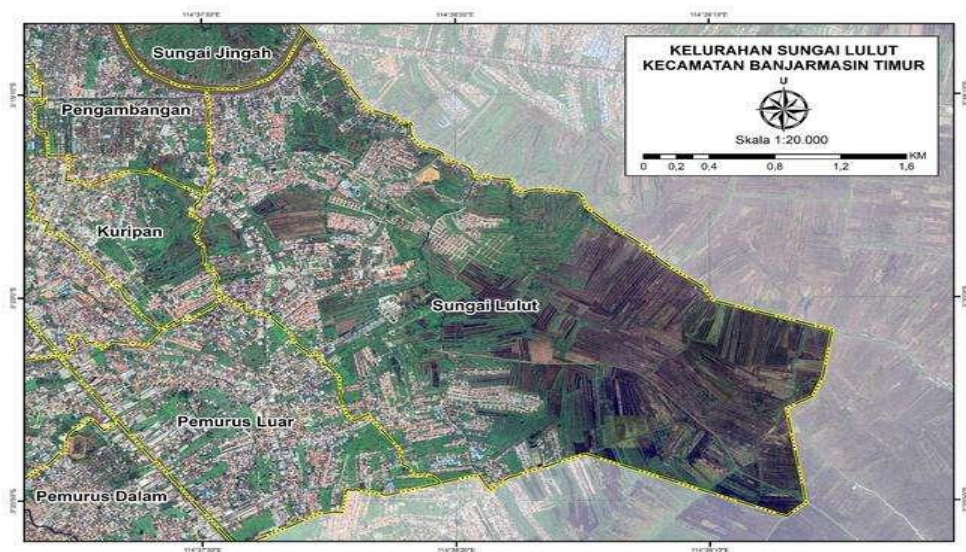 KELURAHAN SUNGAI LULUT
KECAMATAN BANJARMASIN TIMUR
U
Skala 1:20.000
KM
0 0,2 0,4 0,8 1,2 1,6
Sungai Jingah
Pengambangan
Kuripan
Sungai Lulut
Pemurus Luar
Pemurus Dalam